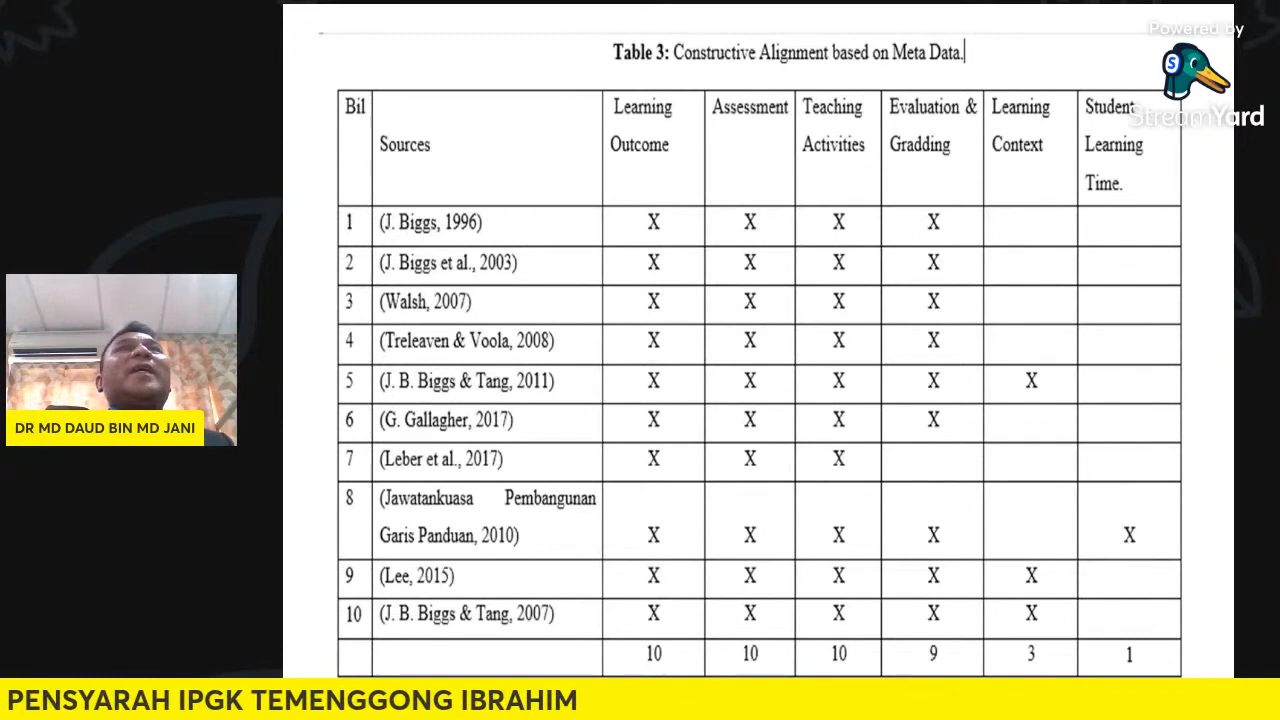 Powered by
StreamYard
Table 3: Constructive Alignment based on Meta Data.
Bil Sources Learning Outcome Assessment Teaching Activities Evaluation & Gradding Learning Context Student Learning Time.
1 (J. Biggs, 1996) X X X X
2 (J. Biggs et al., 2003) X X X X
3 (Walsh, 2007) X X X X
4 (Treleaven & Voola, 2008) X X X X
5 (J. B. Biggs & Tang, 2011) X X X X X
6 (G. Gallagher, 2017) X X X X
7 (Leber et al., 2017) X X X
8 (Jawatankuasa Pembangunan
Garis Panduan, 2010) X X X X X
9 (Lee, 2015) X X X X X
10 (J. B. Biggs & Tang, 2007) X X X X X
10 10 10 9 3 1
DR MD DAUD BIN MD JANI
PENSYARAH IPGK TEMENGGONG IBRAHIM